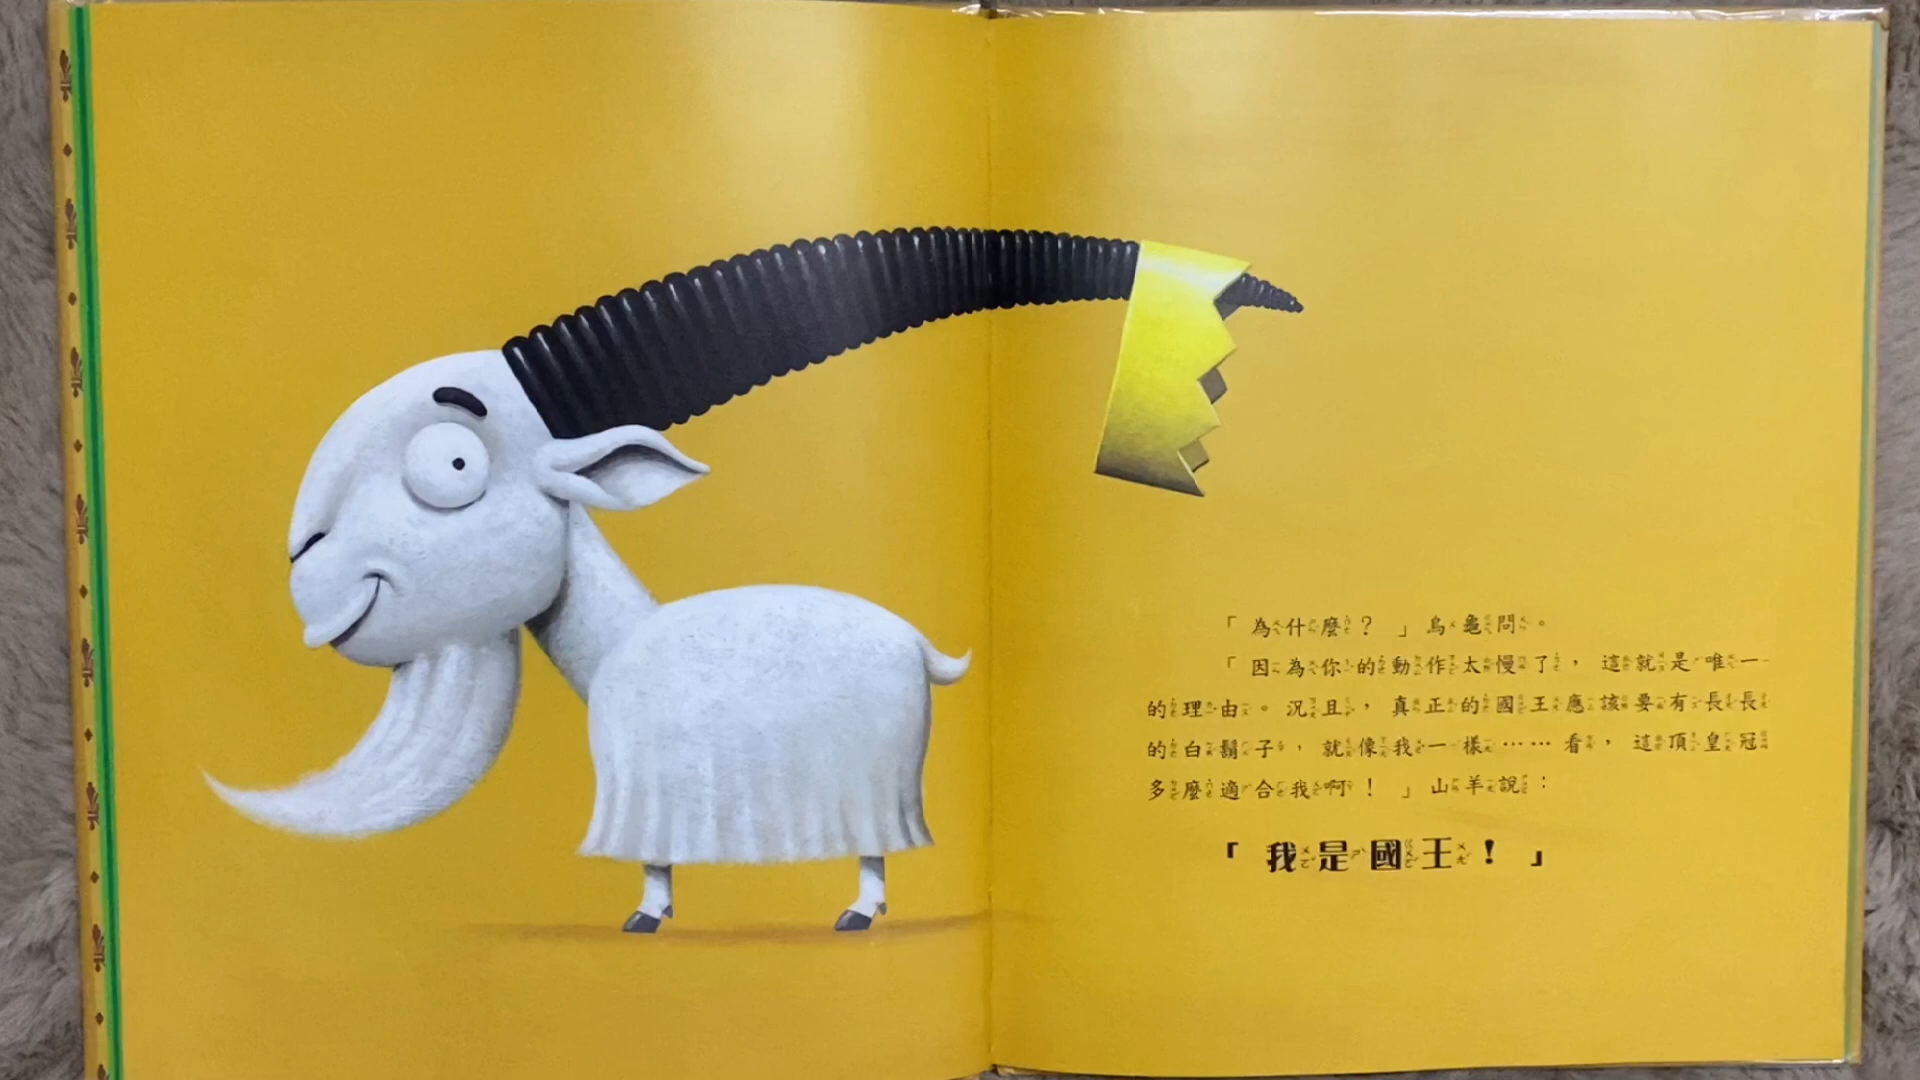 「為什麼？」烏龜問。
「因為你的動作太慢了，這就是唯一
的理由。況且，真正的國王應該要有長長
的白鬍子，就像我一樣……看，這頂皇冠
多麼適合我啊！」山羊說：
「我是國王！」